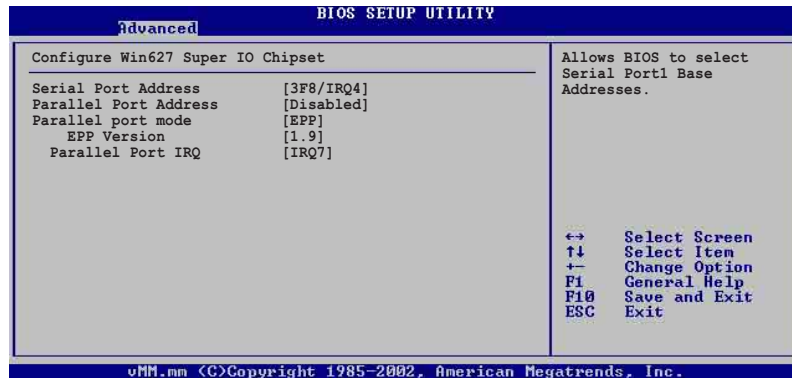 BIOS SETUP UTILITY
Advanced
Configure Win627 Super IO Chipset
Serial Port Address [3F8/IRQ4]
Parallel Port Address [Disabled]
Parallel port mode [EPP]
EPP Version [1.9]
Parallel Port IRQ [IRQ7]
Allows BIOS to select
Serial Port1 Base
Addresses.
←→ Select Screen
↑↓ Select Item
+- Change Option
F1 General Help
F10 Save and Exit
ESC Exit
vMM.mm (C)Copyright 1985-2002, American Megatrends, Inc.